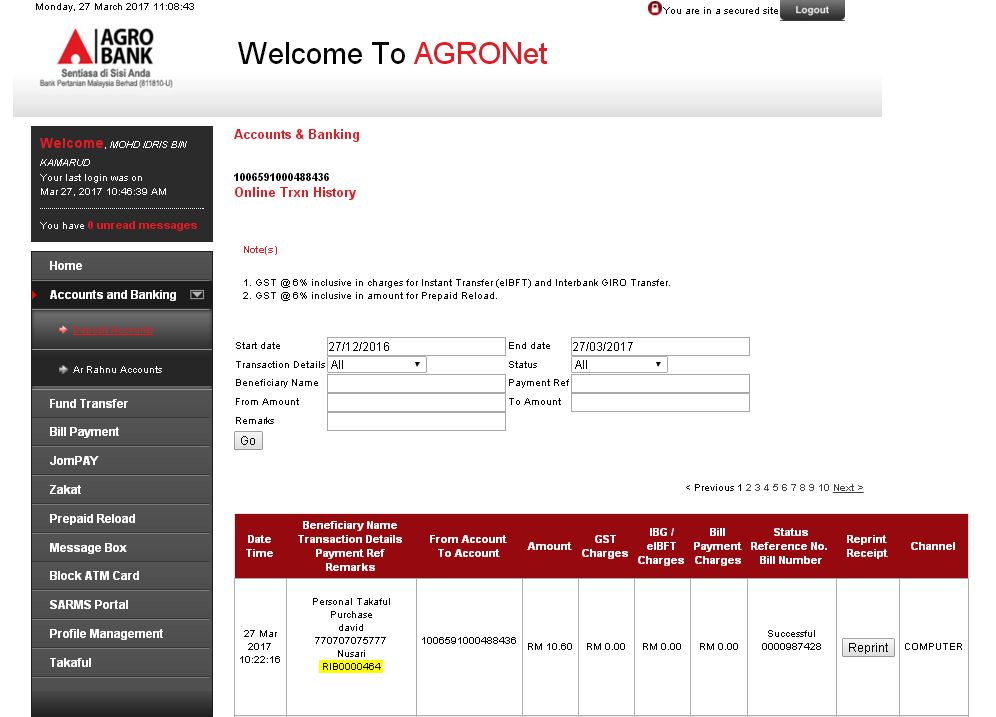 Monday, 27 March 2017 11:08:43
You are in a secured site
Logout
AGRO
BANK
Sentiasa di Sisi Anda
Bank Pertanian Malaysia Berhad (811810-U)
Welcome To AGRONet
Welcome, MOHD IDRIS BIN
KAMARUD
Your last login was on
Mar 27, 2017 10:46:39 AM
You have 0 unread messages
Home
Accounts and Banking
Deposit Accounts
Ar Rahnu Accounts
Fund Transfer
Bill Payment
JomPAY
Zakat
Prepaid Reload
Message Box
Block ATM Card
SARMS Portal
Profile Management
Takaful
Accounts & Banking
1006591000488436
Online Trxn History
Note(s)
1. GST @ 6% inclusive in charges for Instant Transfer (eIBFT) and Interbank GIRO Transfer.
2. GST @ 6% inclusive in amount for Prepaid Reload.
Start date 27/12/2016 End date 27/03/2017
Transaction Details All Status All
Beneficiary Name Payment Ref
From Amount To Amount
Remarks
Go
< Previous 1 2 3 4 5 6 7 8 9 10 Next >
Date
Time
Beneficiary Name
Transaction Details
Payment Ref
Remarks
From Account
To Account
Amount
GST
Charges
IBG /
eIBFT
Charges
Bill
Payment
Charges
Status
Reference No.
Bill Number
Reprint
Receipt
Channel
27 Mar
2017
10:22:16
Personal Takaful
Purchase
david
770707075777
Nusari
RIB0000464
1006591000488436
RM 10.60
RM 0.00
RM 0.00
RM 0.00
Successful
0000987428
Reprint
COMPUTER